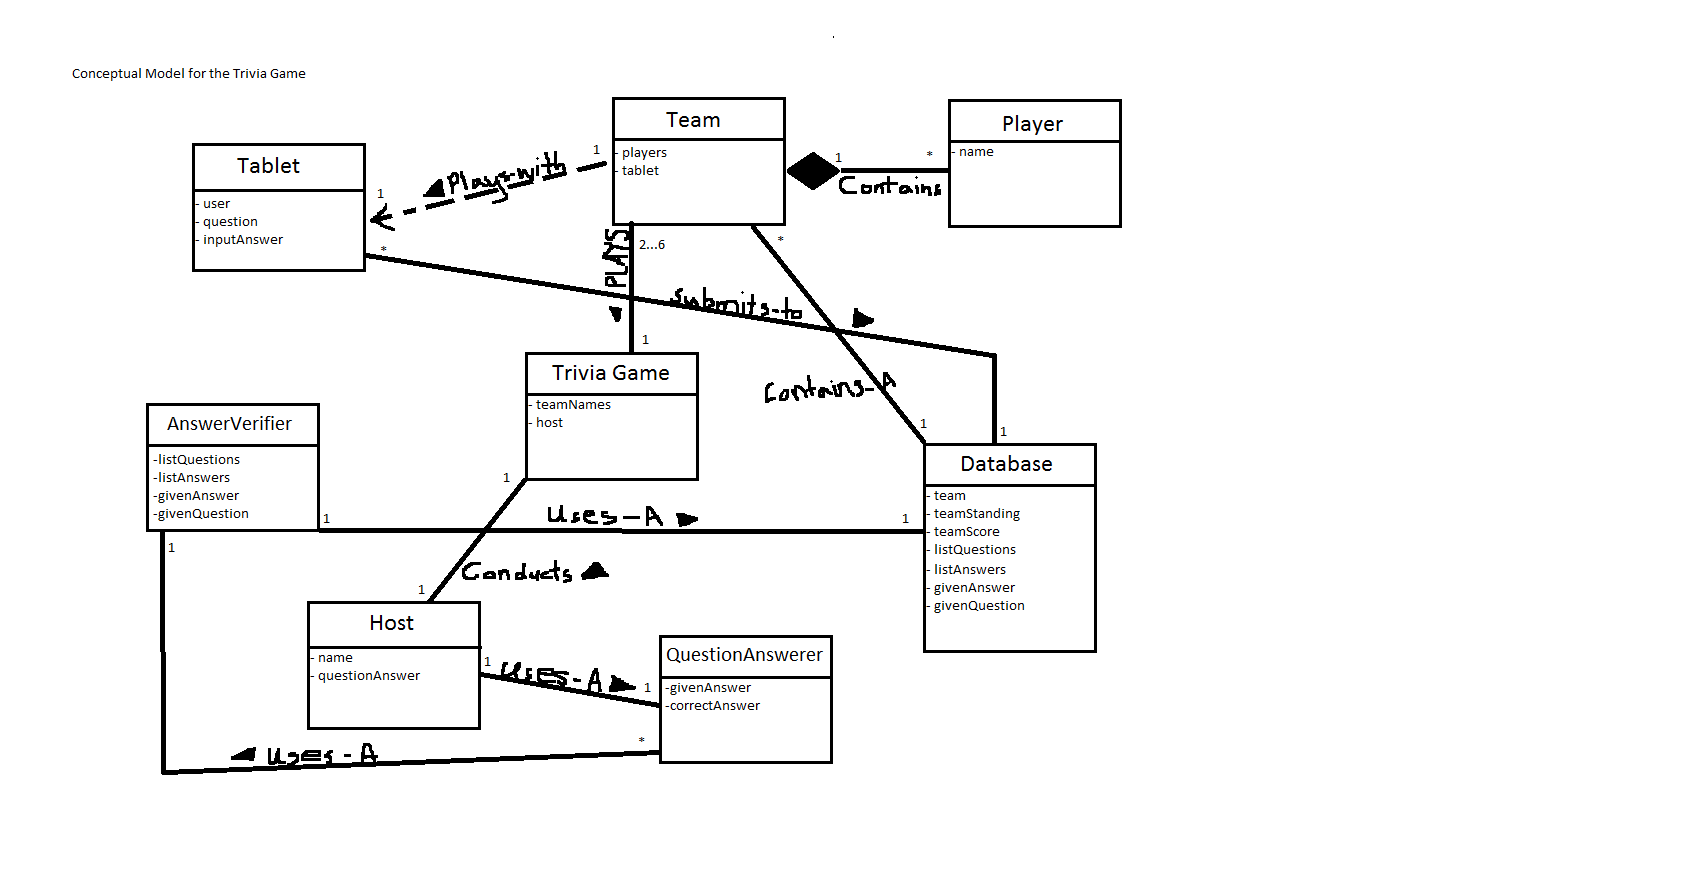 Conceptual Model for the Trivia Game
Team
- players
- tablet
Player
- name
1
*
Contains
Tablet
- user
- question
- inputAnswer
1
Plays-with
1
*
PLAYS
2...6
*
Submits-to
1
Trivia Game
- teamNames
- host
Contains-A
1
1
AnswerVerifier
-listQuestions
-listAnswers
-givenAnswer
-givenQuestion
Database
- team
- teamStanding
- teamScore
- listQuestions
- listAnswers
- givenAnswer
- givenQuestion
1
1
Uses-A
1
1
Conducts
1
Host
- name
- questionAnswer
1
Uses-A
1
QuestionAnswerer
-givenAnswer
-correctAnswer
*
Uses-A